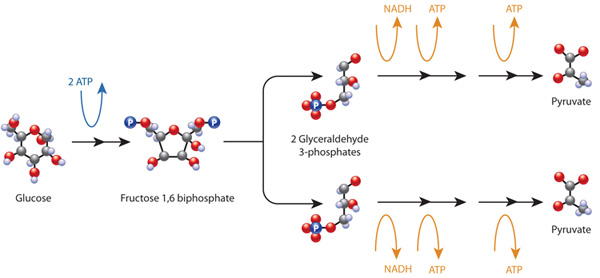 NADH ATP ATP
2 ATP
P
P P
Pyruvate
2 Glyceraldehyde
3-phosphates
Glucose
Fructose 1,6 biphosphate
P
Pyruvate
NADH ATP ATP